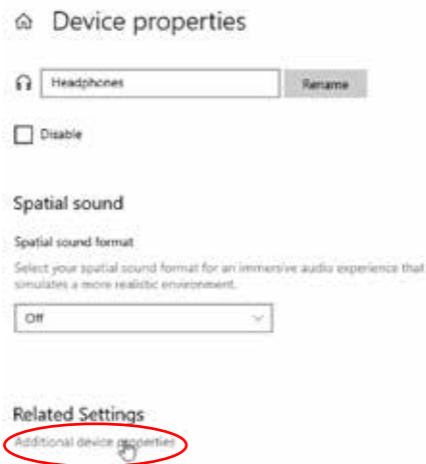 Device properties
Headphones
Rename
Disable
Spatial sound
Spatial sound format
Select your spatial sound format for an immersive audio experience that
simulates a more realistic environment.
Off
Related Settings
Additional device properties